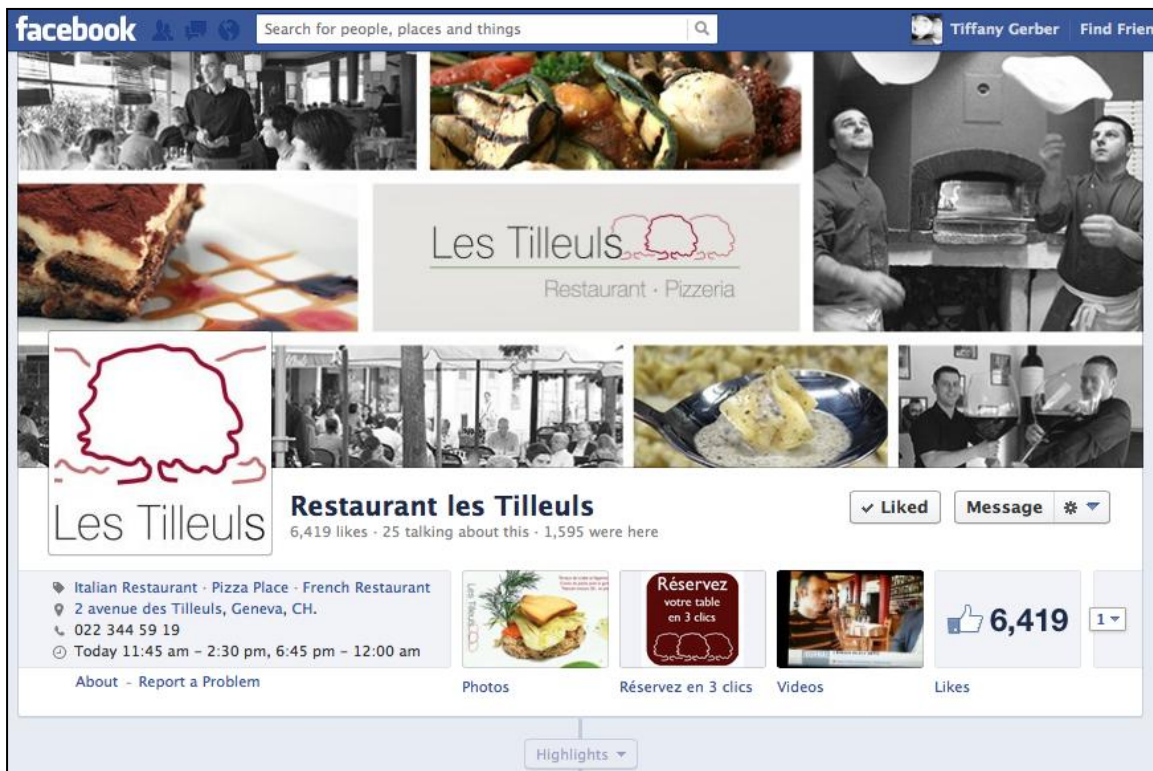 facebook
Search for people, places and things
Tiffany Gerber
Find Frien
Les Tilleuls
Restaurant · Pizzeria
Les Tilleuls
Restaurant les Tilleuls
6,419 likes · 25 talking about this · 1,595 were here
✓ Liked
Message
Italian Restaurant · Pizza Place · French Restaurant
2 avenue des Tilleuls, Geneva, CH.
022 344 59 19
Today 11:45 am – 2:30 pm, 6:45 pm – 12:00 am
About – Report a Problem
Les Tilleuls
Photos
Réservez
votre table
en 3 clics
Réservez en 3 clics
Videos
6,419
Likes
1
Highlights